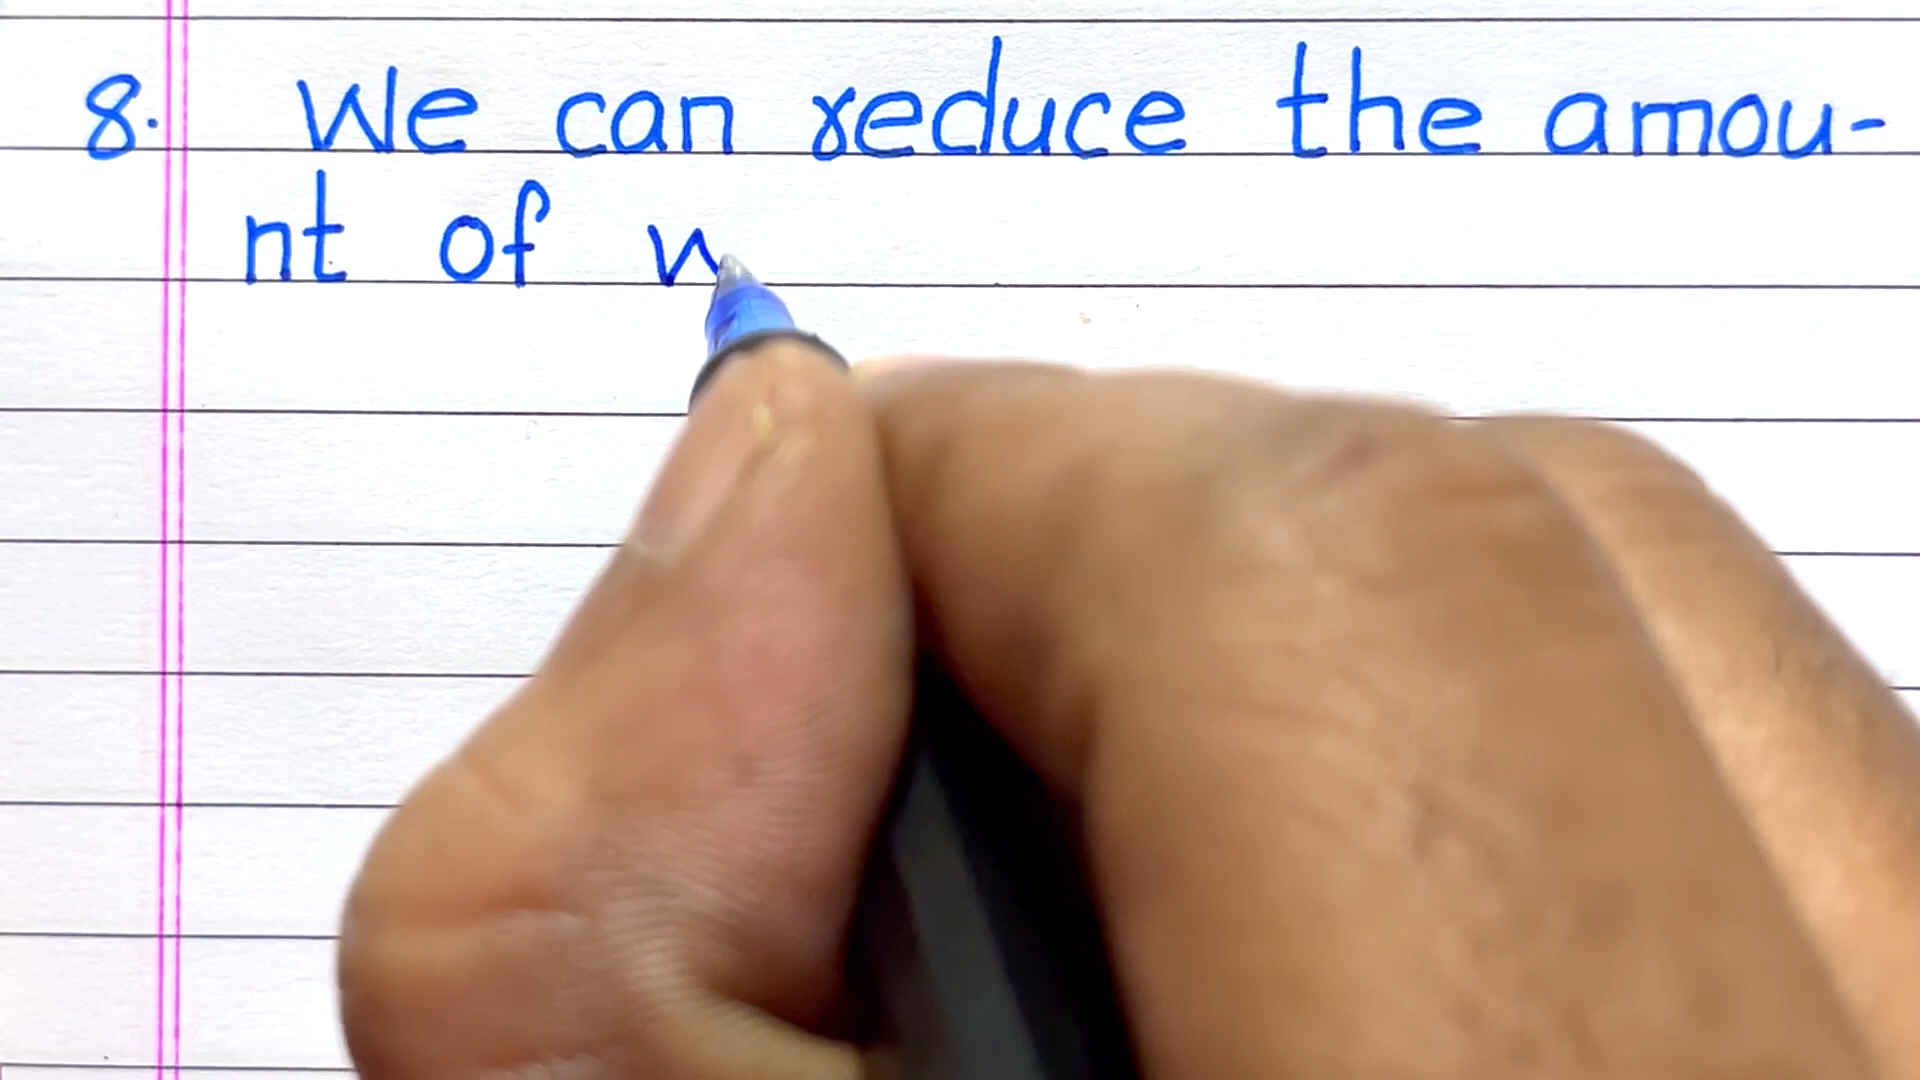 8. We can reduce the amou-
nt of